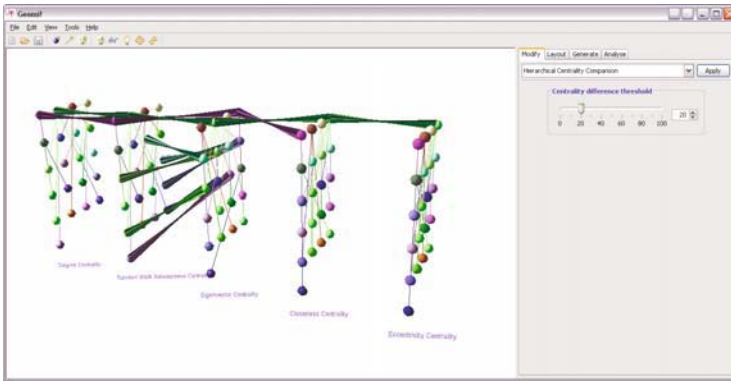 Geomi!
File Edit View Tools Help
Modify Layout Generate Analyse
Hierarchical Centrality Comparison
Apply
Centrality difference threshold
0 20 40 60 80 100
20
Degree Centrality
Random Walk Betweenness Centrality
Eigenvector Centrality
Closeness Centrality
Eccentricity Centrality